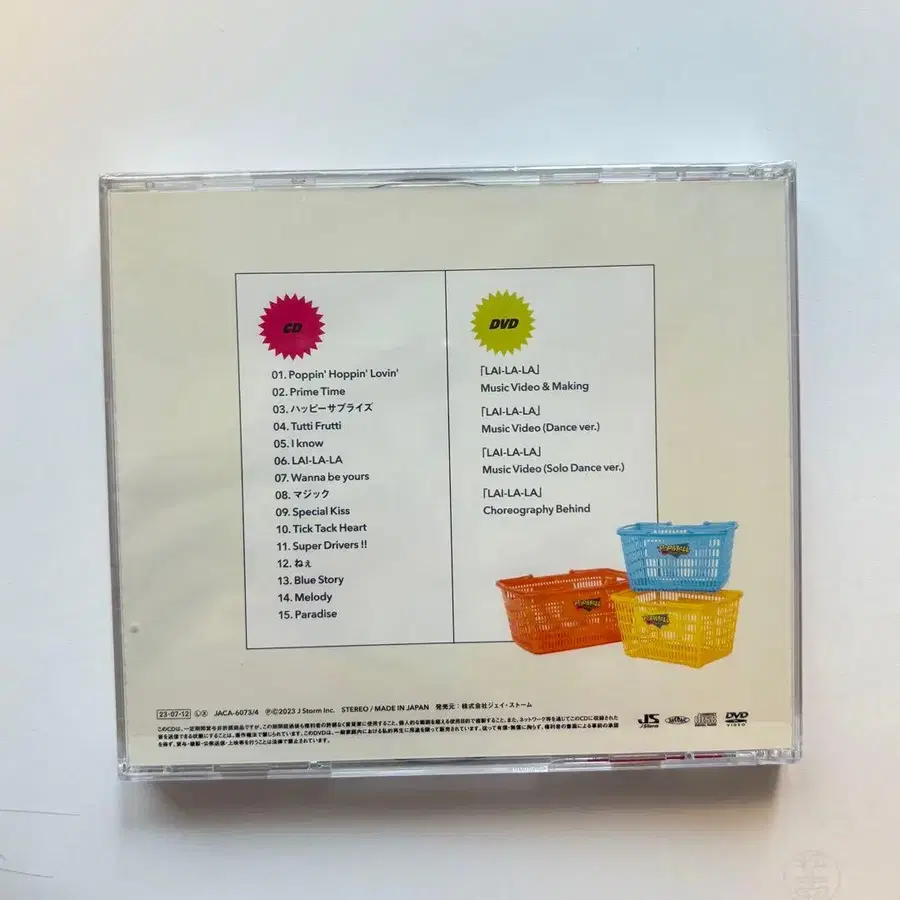 CD
01. Poppin' Hoppin' Lovin'
02. Prime Time
03. ハッピーサプライズ
04. Tutti Frutti
05. I know
06. LAI-LA-LA
07. Wanna be yours
08. マジック
09. Special Kiss
10. Tick Tack Heart
11. Super Drivers !!
12. ねぇ
13. Blue Story
14. Melody
15. Paradise
DVD
「LAI-LA-LA」
Music Video & Making
「LAI-LA-LA」
Music Video (Dance ver.)
「LAI-LA-LA」
Music Video (Solo Dance ver.)
「LAI-LA-LA」
Choreography Behind
POPMALL
POPMALL
POPMALL
23-07-12 JACA-6073/4 ℗©2023 J Storm Inc. STEREO / MADE IN JAPAN 発売元：株式会社ジェイ・ストーム
JS
DVD
VIDEO